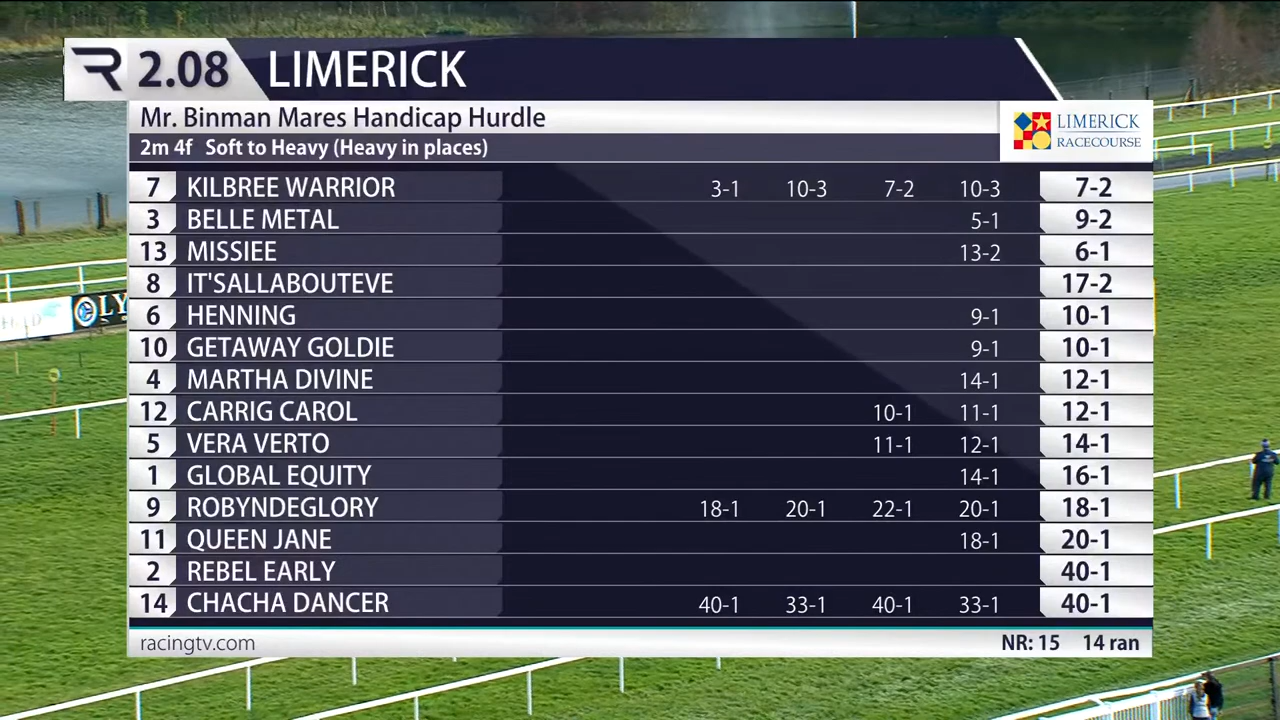 2.08 LIMERICK
Mr. Binman Mares Handicap Hurdle
2m 4f Soft to Heavy (Heavy in places)
LIMERICK
RACECOURSE
7 KILBREE WARRIOR 3-1 10-3 7-2 10-3 7-2
3 BELLE METAL 5-1 9-2
13 MISSIEE 13-2 6-1
8 IT'SALLABOUTEVE 17-2
6 HENNING 9-1 10-1
10 GETAWAY GOLDIE 9-1 10-1
4 MARTHA DIVINE 14-1 12-1
12 CARRIG CAROL 10-1 11-1 12-1
5 VERA VERTO 11-1 12-1 14-1
1 GLOBAL EQUITY 14-1 16-1
9 ROBYNDEGLORY 18-1 20-1 22-1 20-1 18-1
11 QUEEN JANE 18-1 20-1
2 REBEL EARLY 40-1
14 CHACHA DANCER 40-1 33-1 40-1 33-1 40-1
racingtv.com NR: 15 14 ran